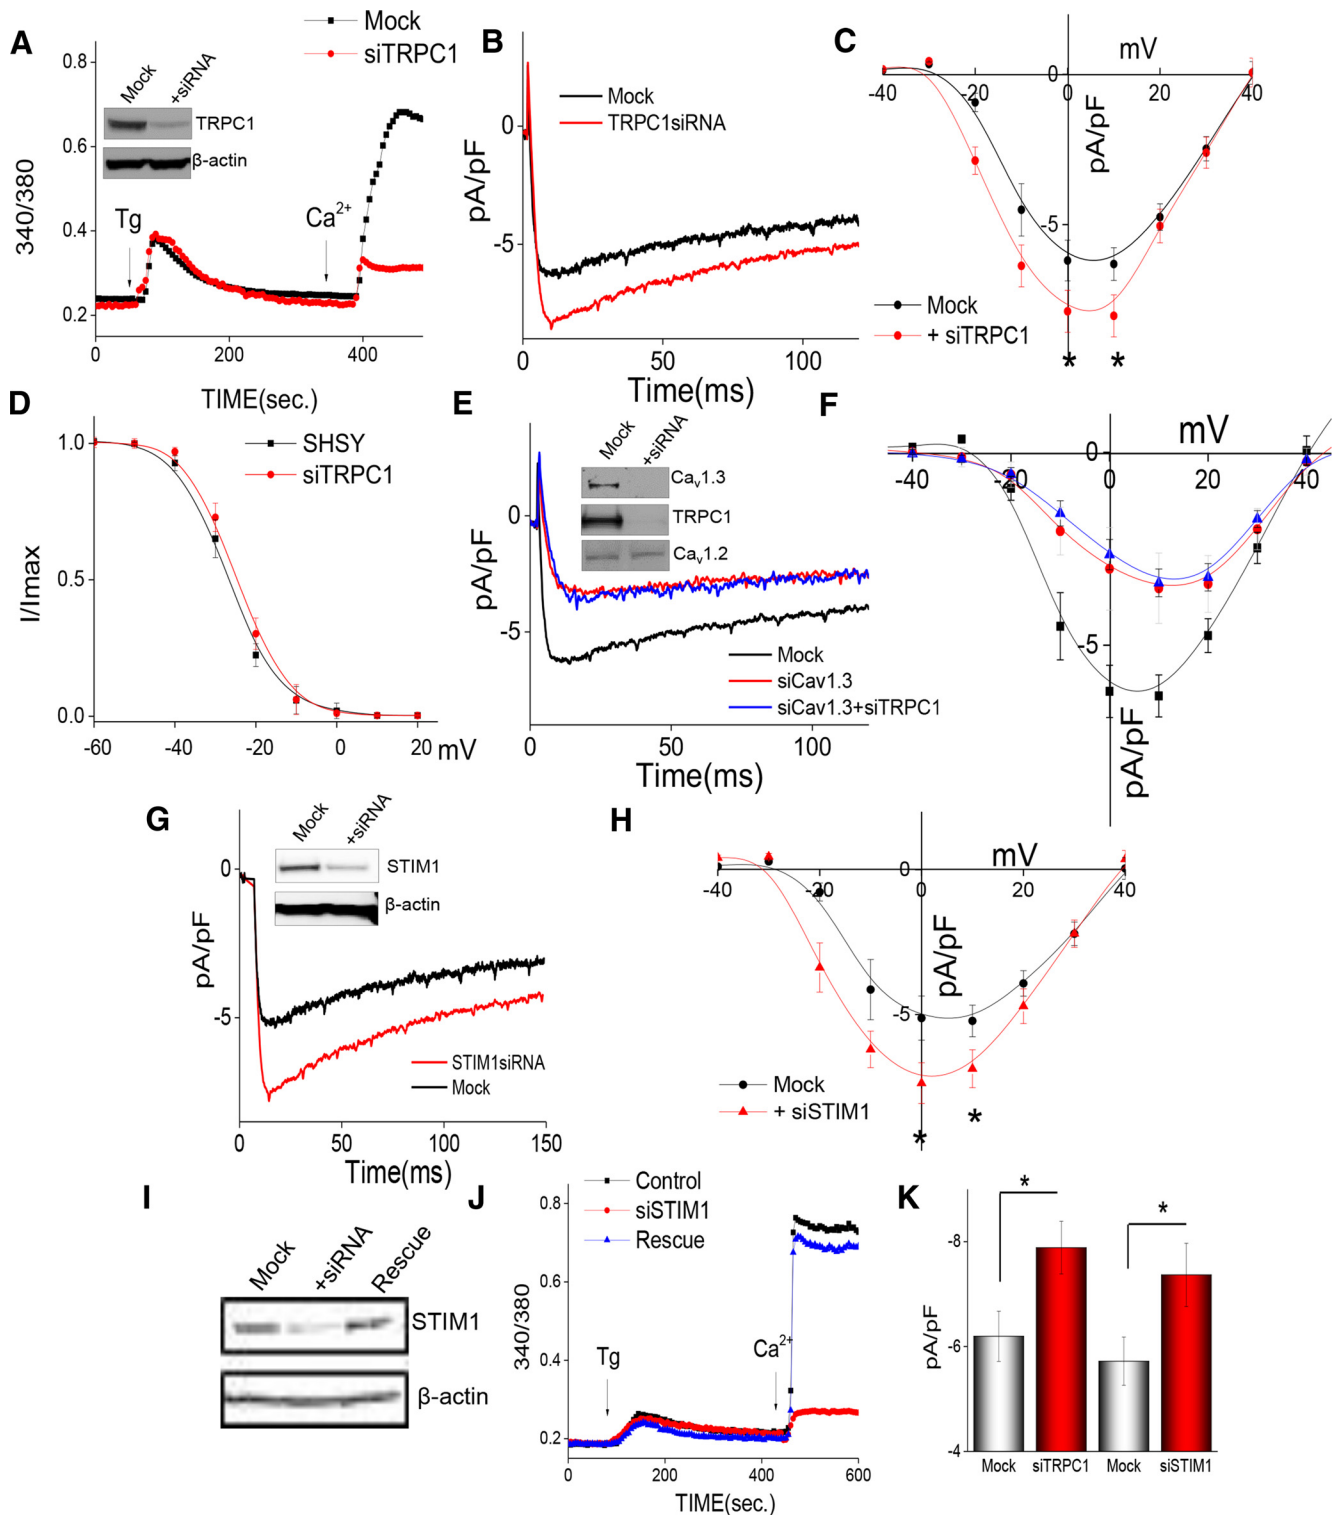 A
Mock
siTRPC1
0.8
0.6
0.4
0.2
340/380
Mock
+siRNA
TRPC1
β-actin
Tg
Ca2+
0
200
400
TIME(sec.)
B
Mock
TRPC1siRNA
0
-5
pA/pF
0
50
100
Time(ms)
C
mV
-40
-20
0
20
40
pA/pF
-5
Mock
+ siTRPC1
*
*
D
SHSY
siTRPC1
1.0
0.5
0.0
I/Imax
-60
-40
-20
0
20
mV
E
Mock
+siRNA
Cav1.3
TRPC1
Cav1.2
0
-5
pA/pF
Mock
siCav1.3
siCav1.3+siTRPC1
0
50
100
Time(ms)
F
mV
-40
-20
0
20
40
-5
pA/pF
G
Mock
+siRNA
STIM1
β-actin
0
-5
pA/pF
STIM1siRNA
Mock
0
50
100
150
Time(ms)
H
mV
-40
-20
0
20
40
pA/pF
-5
Mock
+ siSTIM1
*
*
I
Mock
+siRNA
Rescue
STIM1
β-actin
J
Control
siSTIM1
Rescue
0.8
0.6
0.4
0.2
340/380
Tg
Ca2+
0
200
400
600
TIME(sec.)
K
*
*
-8
-6
-4
pA/pF
Mock
siTRPC1
Mock
siSTIM1